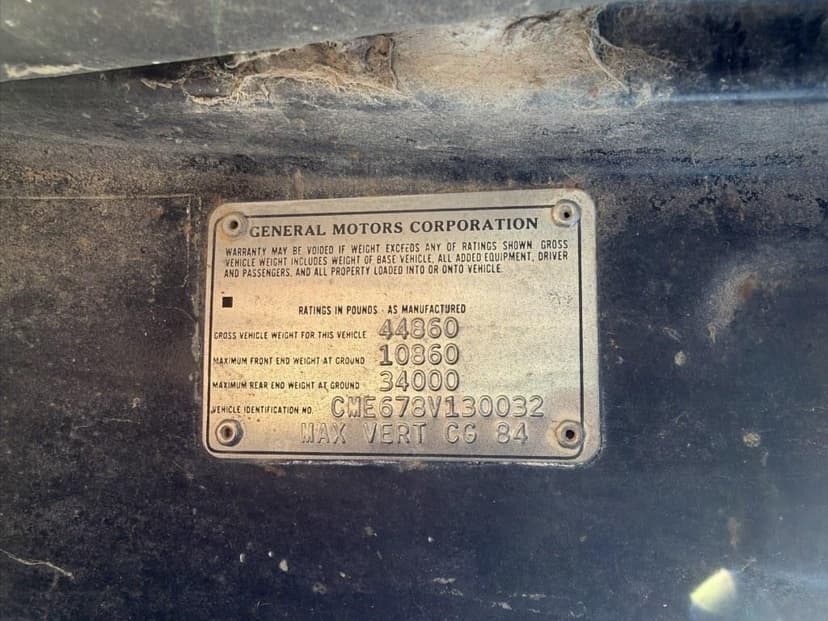 GENERAL MOTORS CORPORATION
WARRANTY MAY BE VOIDED IF WEIGHT EXCEEDS ANY OF RATINGS SHOWN. GROSS
VEHICLE WEIGHT INCLUDES WEIGHT OF BASE VEHICLE, ALL ADDED EQUIPMENT, DRIVER
AND PASSENGERS, AND ALL PROPERTY LOADED INTO OR ONTO VEHICLE.
RATINGS IN POUNDS - AS MANUFACTURED
GROSS VEHICLE WEIGHT FOR THIS VEHICLE 44860
MAXIMUM FRONT END WEIGHT AT GROUND 10860
MAXIMUM REAR END WEIGHT AT GROUND 34000
VEHICLE IDENTIFICATION NO. CME678V130032
MAX VERT CG 84